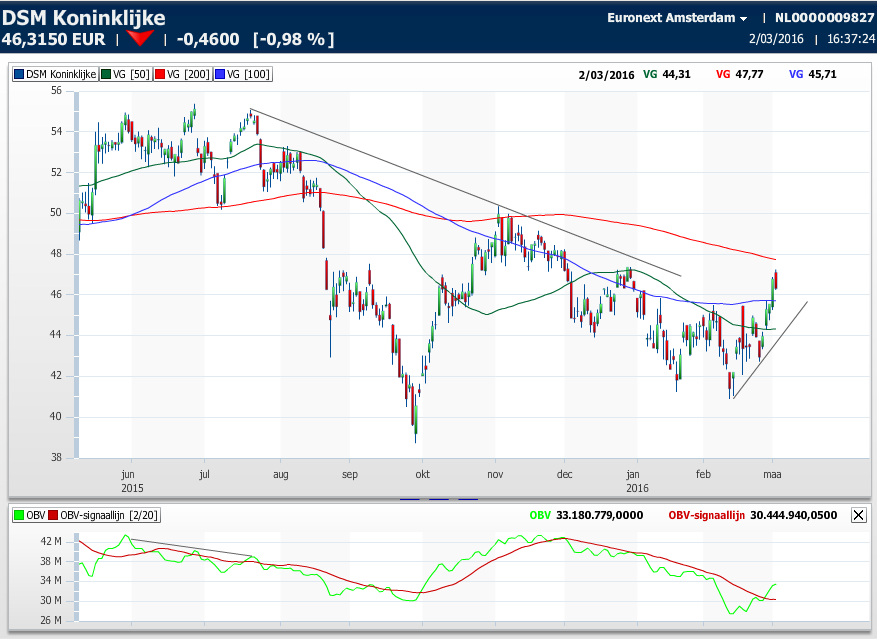 DSM Koninklijke
Euronext Amsterdam | NL0000009827
46,3150 EUR | | -0,4600 [-0,98 %]
2/03/2016 | 16:37:24
DSM Koninklijke VG [50] VG [200] VG [100]
2/03/2016 VG 44,31 VG 47,77 VG 45,71
56
54
52
50
48
46
44
42
40
38
jun jul aug sep okt nov dec jan feb maa
2015 2016
OBV OBV-signaallijn [2/20]
OBV 33.180.779,0000 OBV-signaallijn 30.444.940,0500
42 M
38 M
34 M
30 M
26 M